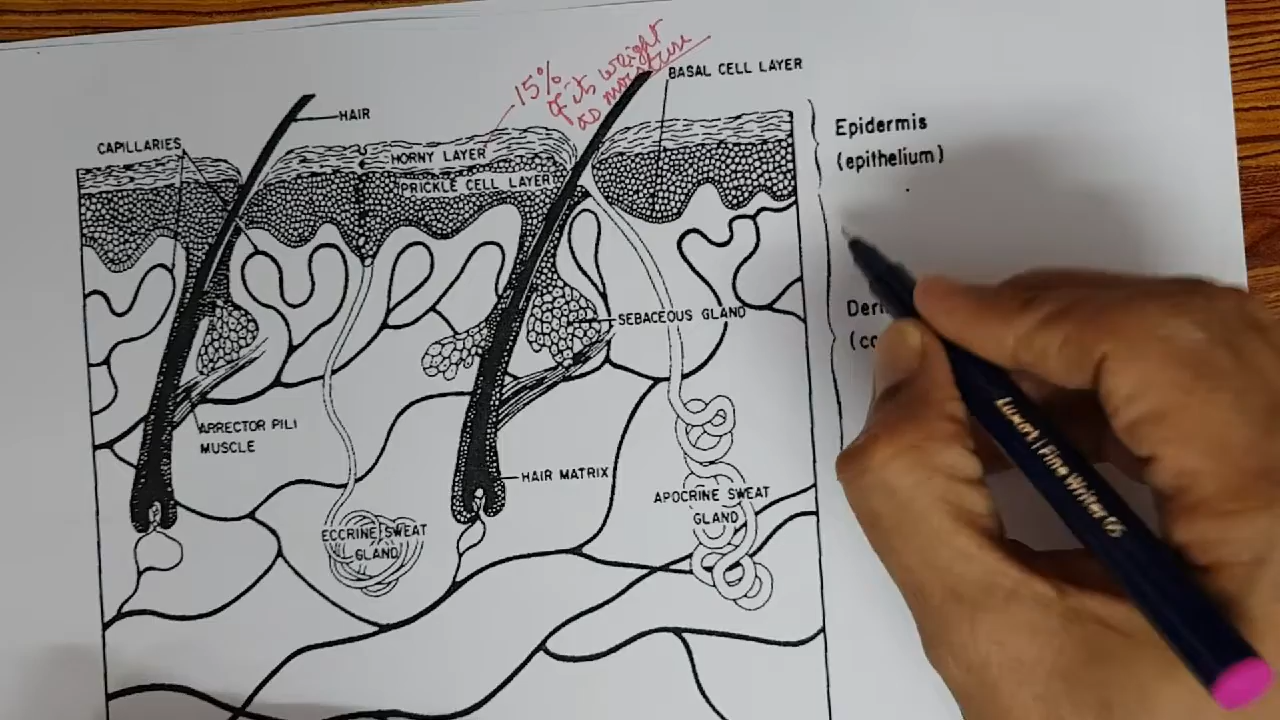 15%
of its weight
as moisture
BASAL CELL LAYER
HAIR
CAPILLARIES
HORNY LAYER
PRICKLE CELL LAYER
Epidermis
(epithelium)
SEBACEOUS GLAND
ARRECTOR PILI
MUSCLE
HAIR MATRIX
APOCRINE SWEAT
GLAND
ECCRINE SWEAT
GLAND
Luxor | Fine Writer 05